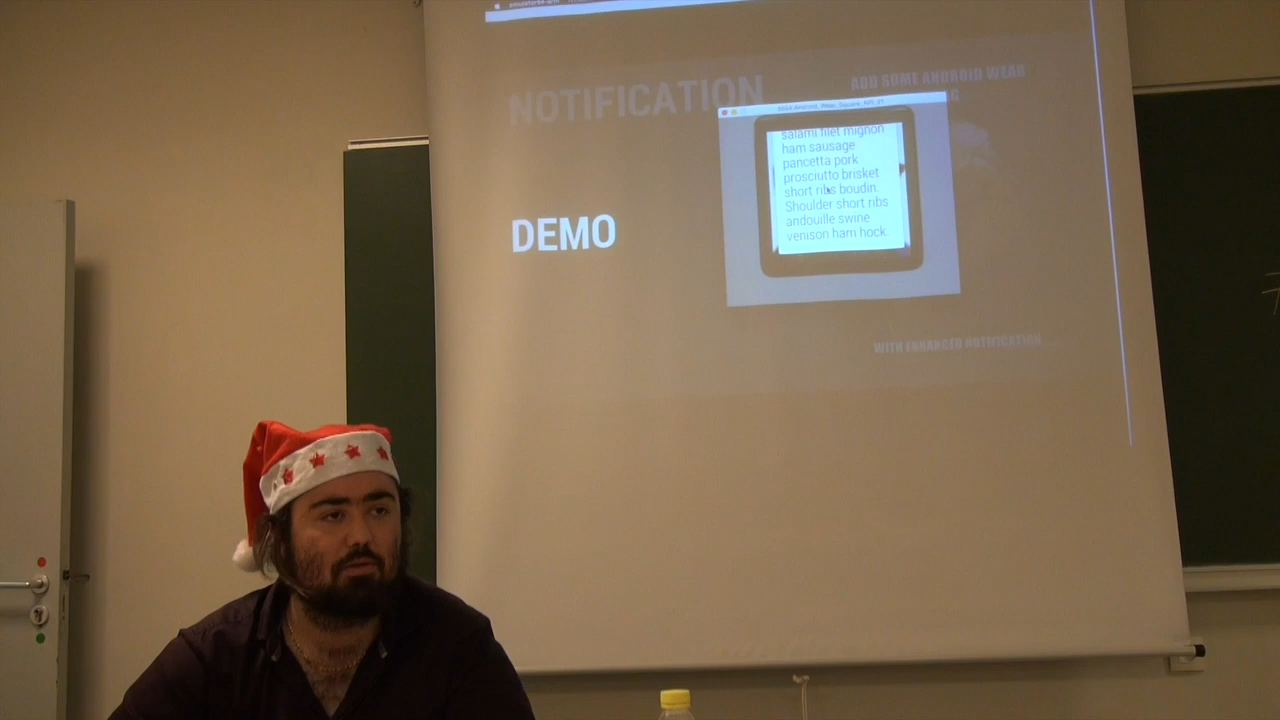 NOTIFICATION
ADD SOME ANDROID WEAR
salami filet mignon
ham sausage
pancetta pork
prosciutto brisket
short ribs boudin.
Shoulder short ribs
andouille swine
venison ham hock.
DEMO
WITH ENHANCED NOTIFICATION